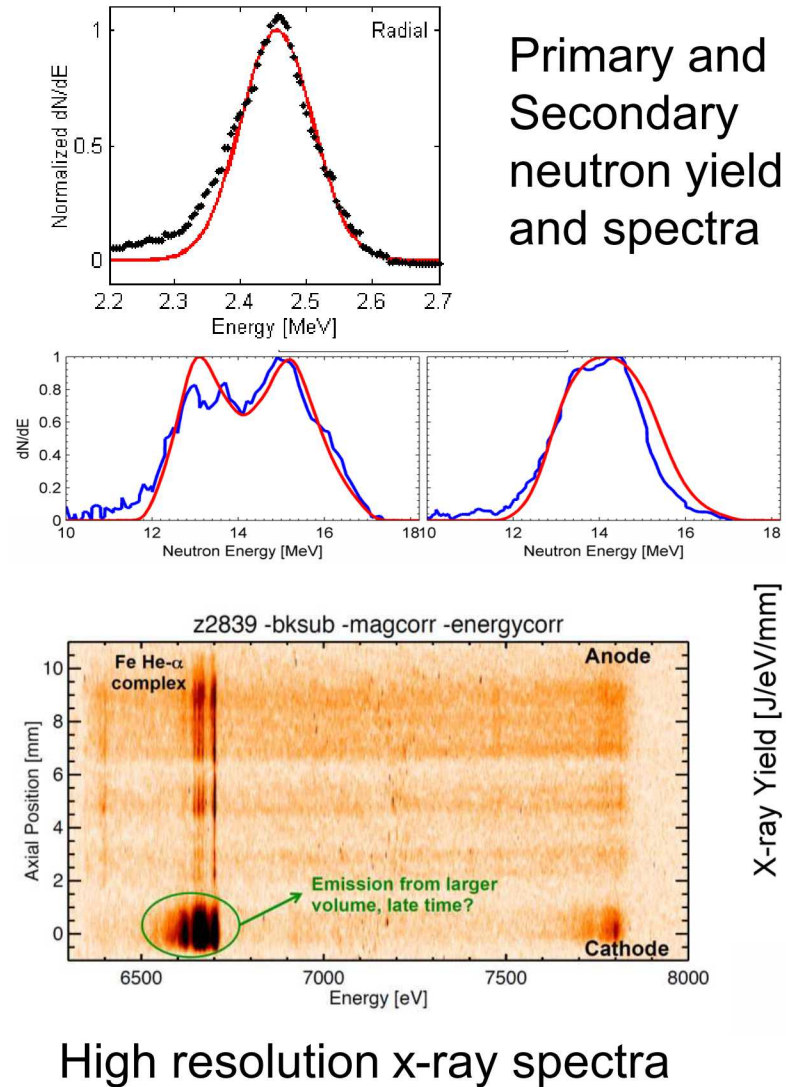 Primary and
Secondary
neutron yield
and spectra
Radial
Normalized dN/dE
1
0.5
0
2.2 2.3 2.4 2.5 2.6 2.7
Energy [MeV]
dN/dE
1
0.8
0.6
0.4
0.2
0
10 12 14 16 18
Neutron Energy [MeV]
10 12 14 16 18
Neutron Energy [MeV]
z2839 -bksub -magcorr -energycorr
Fe He-α
complex
Anode
Axial Position [mm]
10
8
6
4
2
0
Emission from larger
volume, late time?
Cathode
6500 7000 7500 8000
Energy [eV]
X-ray Yield [J/eV/mm]
High resolution x-ray spectra